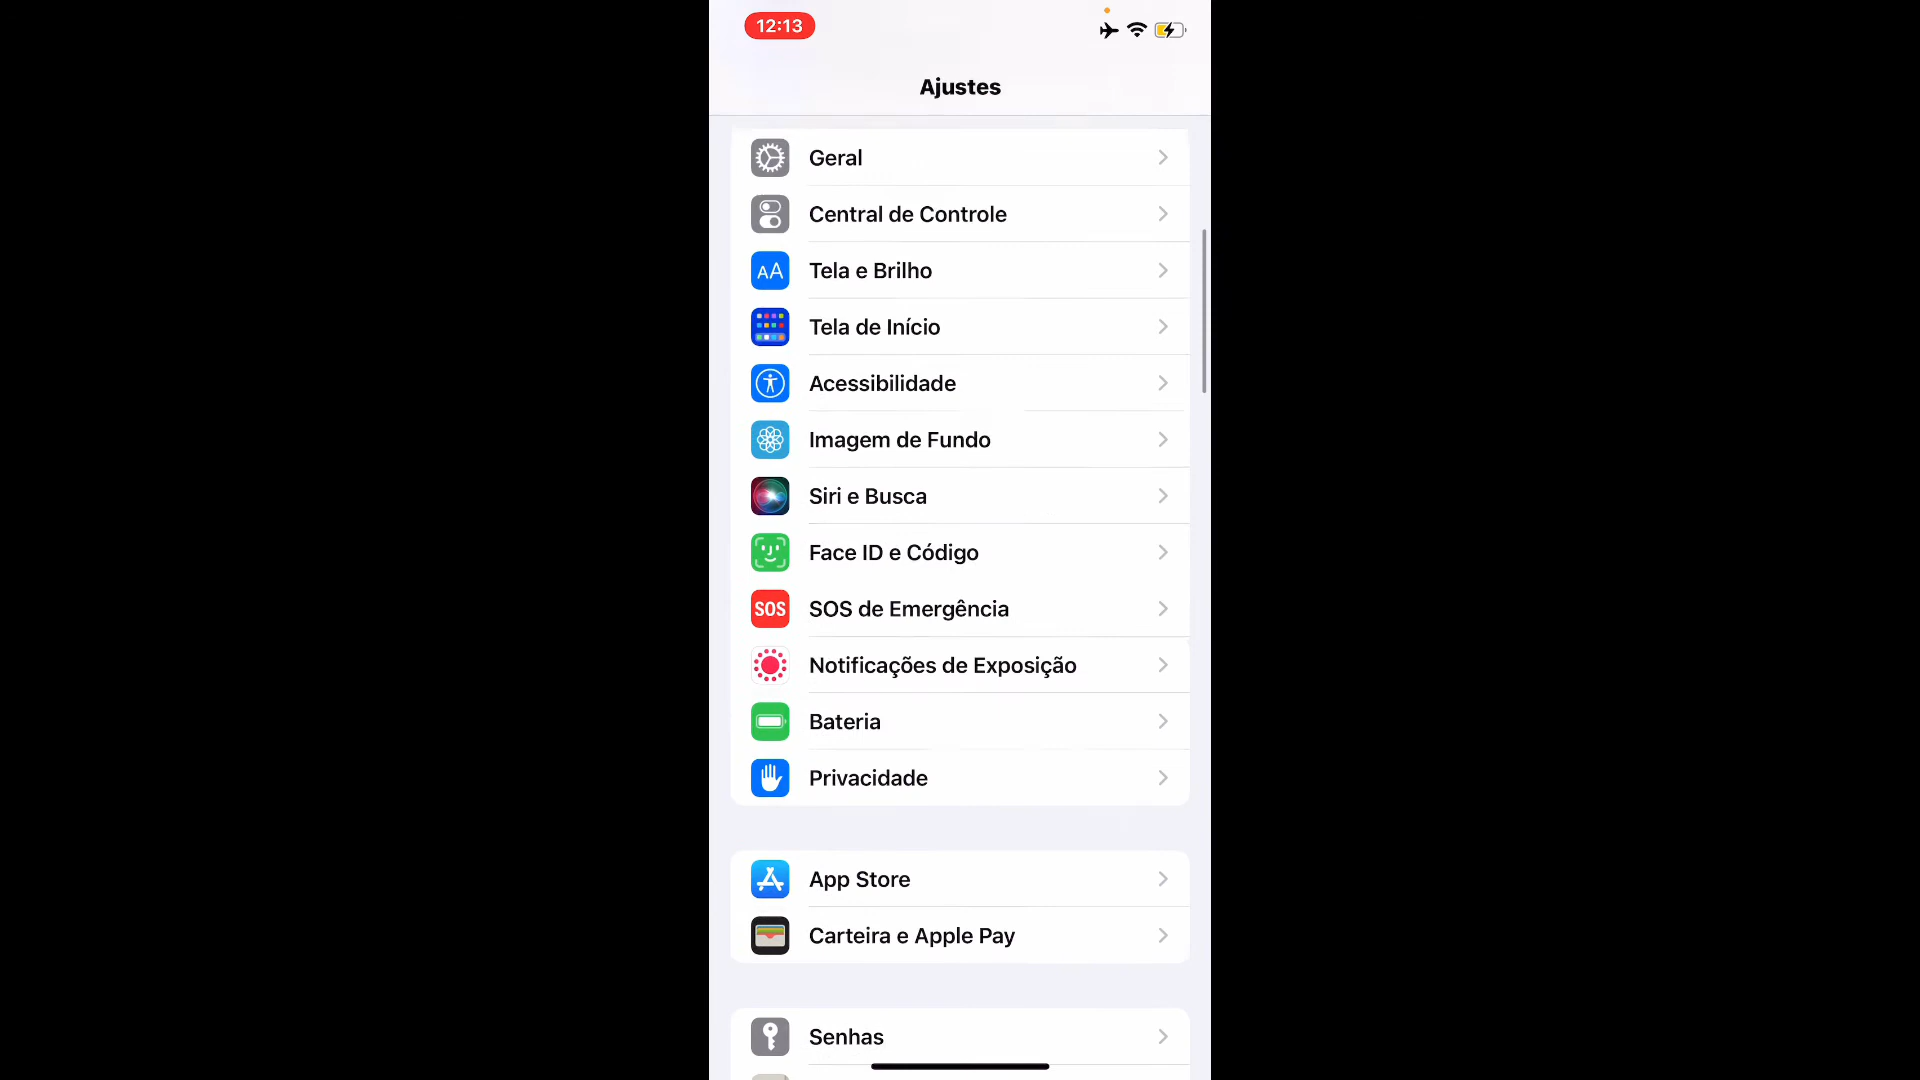 12:13
Ajustes
Geral
Central de Controle
AA Tela e Brilho
Tela de Início
Acessibilidade
Imagem de Fundo
Siri e Busca
Face ID e Código
SOS SOS de Emergência
Notificações de Exposição
Bateria
Privacidade
App Store
Carteira e Apple Pay
Senhas